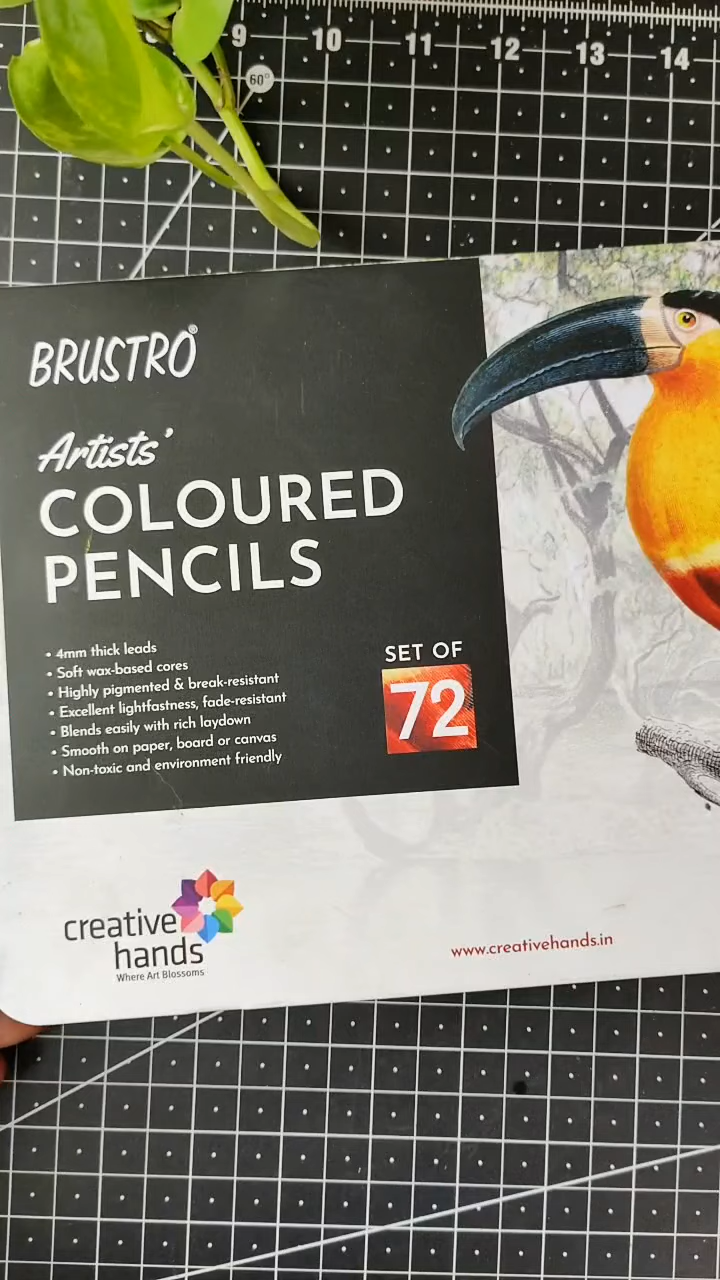 9 10 11 12 13 14
60°
BRUSTRO®
Artists'
COLOURED
PENCILS
• 4mm thick leads
• Soft wax-based cores
• Highly pigmented & break-resistant
• Excellent lightfastness, fade-resistant
• Blends easily with rich laydown
• Smooth on paper, board or canvas
• Non-toxic and environment friendly
SET OF
72
creative
hands
Where Art Blossoms
www.creativehands.in